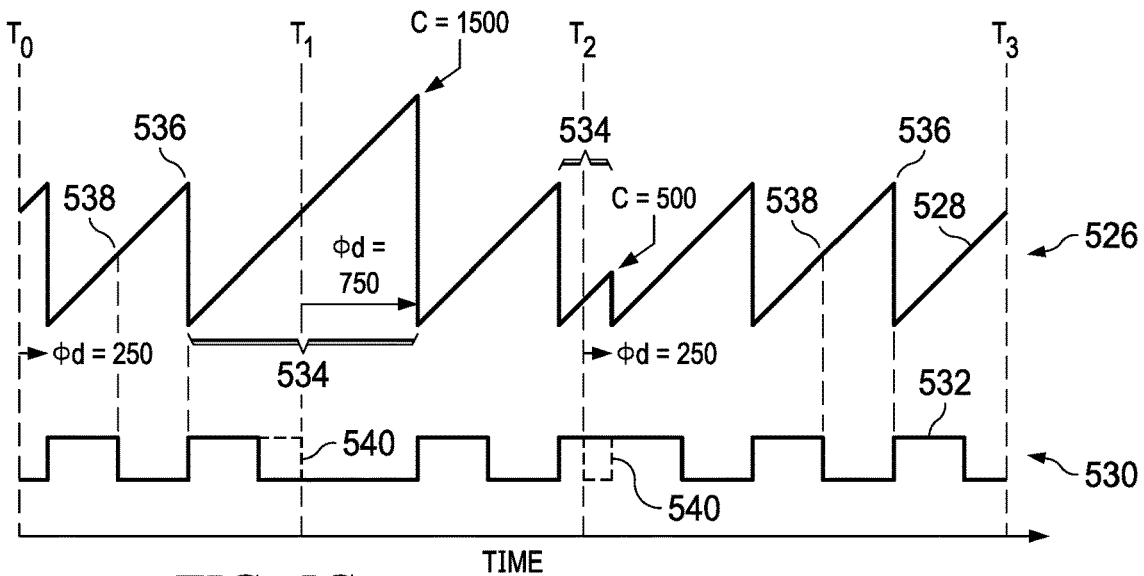 C = 1500
T0 T1 T2 T3
536 534 536
538 C = 500 538 528
526
Φd =
750
Φd = 250 534 Φd = 250
532
540
530
540
TIME